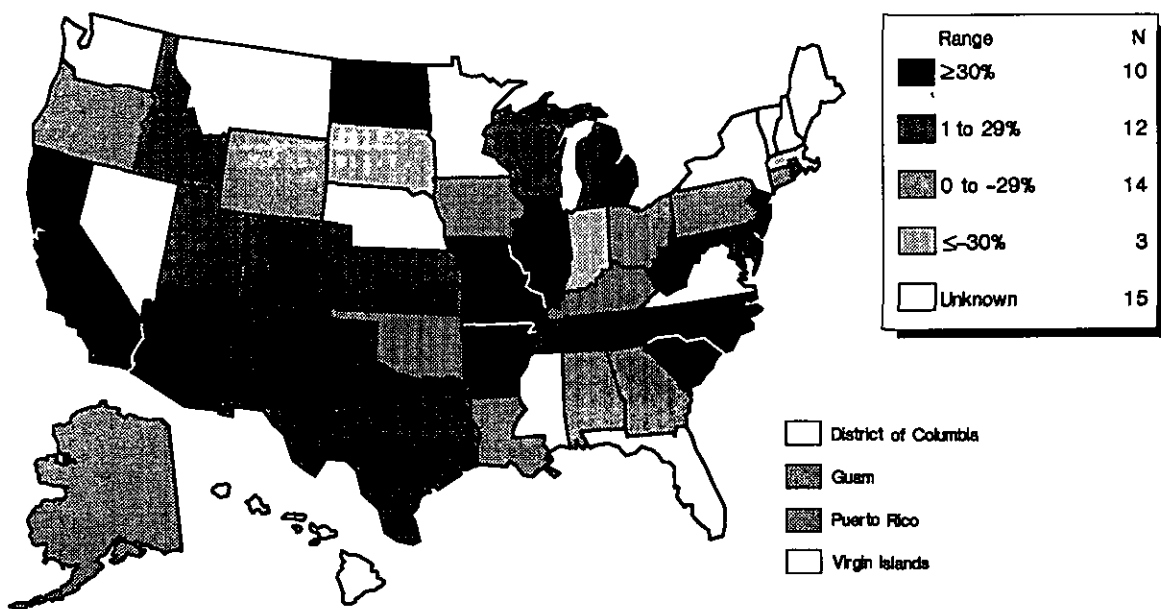 Range N
≥30% 10
1 to 29% 12
0 to -29% 14
≤-30% 3
Unknown 15
District of Columbia
Guam
Puerto Rico
Virgin Islands